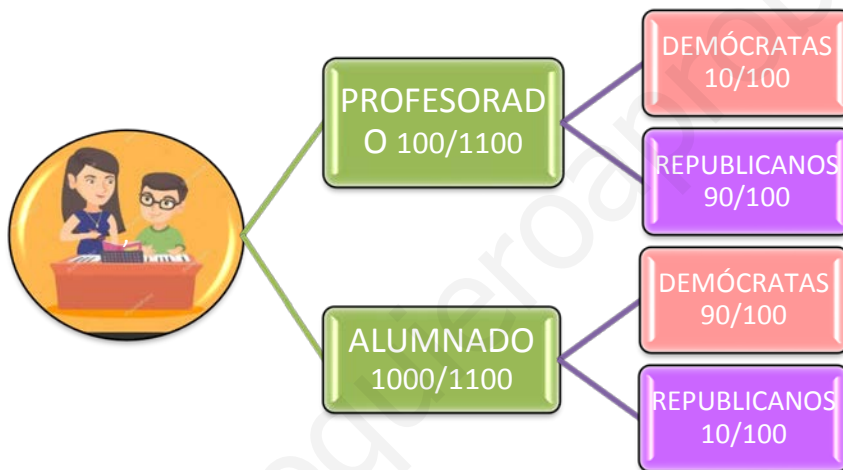 PROFESORAD
O 100/1100
DEMÓCRATAS
10/100
REPUBLICANOS
90/100
ALUMNADO
1000/1100
DEMÓCRATAS
90/100
REPUBLICANOS
10/100